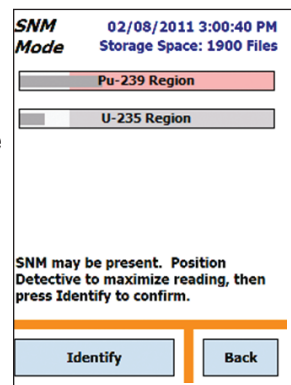 SNM 02/08/2011 3:00:40 PM
Mode Storage Space: 1900 Files
Pu-239 Region
U-235 Region
e
SNM may be present. Position
Detective to maximize reading, then
press Identify to confirm.
Identify Back